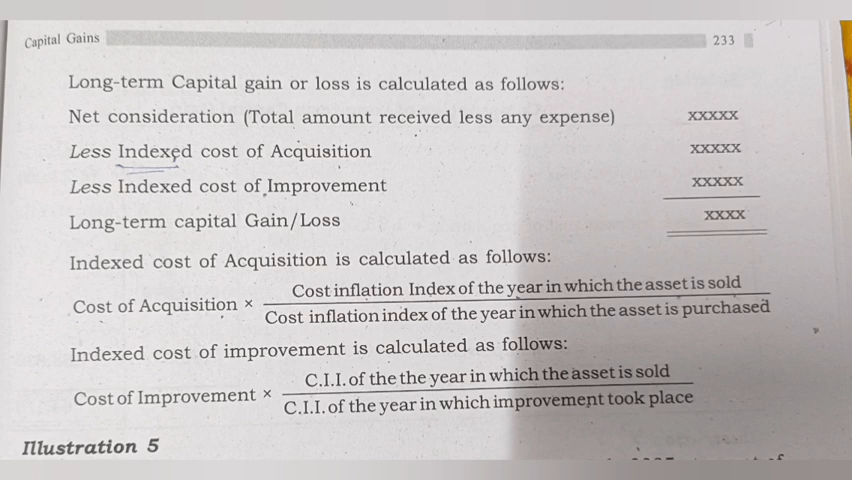 Capital Gains 233
Long-term Capital gain or loss is calculated as follows:
Net consideration (Total amount received less any expense) xxxxx
Less Indexed cost of Acquisition xxxxx
Less Indexed cost of Improvement xxxxx
Long-term capital Gain/Loss xxxx
Indexed cost of Acquisition is calculated as follows:
Cost of Acquisition × Cost inflation Index of the year in which the asset is sold
Cost inflation index of the year in which the asset is purchased
Indexed cost of improvement is calculated as follows:
Cost of Improvement × C.I.I. of the the year in which the asset is sold
C.I.I. of the year in which improvement took place
Illustration 5